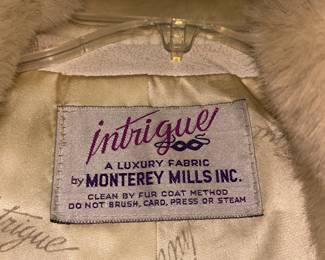 intrigue
A LUXURY FABRIC
by MONTEREY MILLS INC.
CLEAN BY FUR COAT METHOD
DO NOT BRUSH, CARD, PRESS OR STEAM
trigue